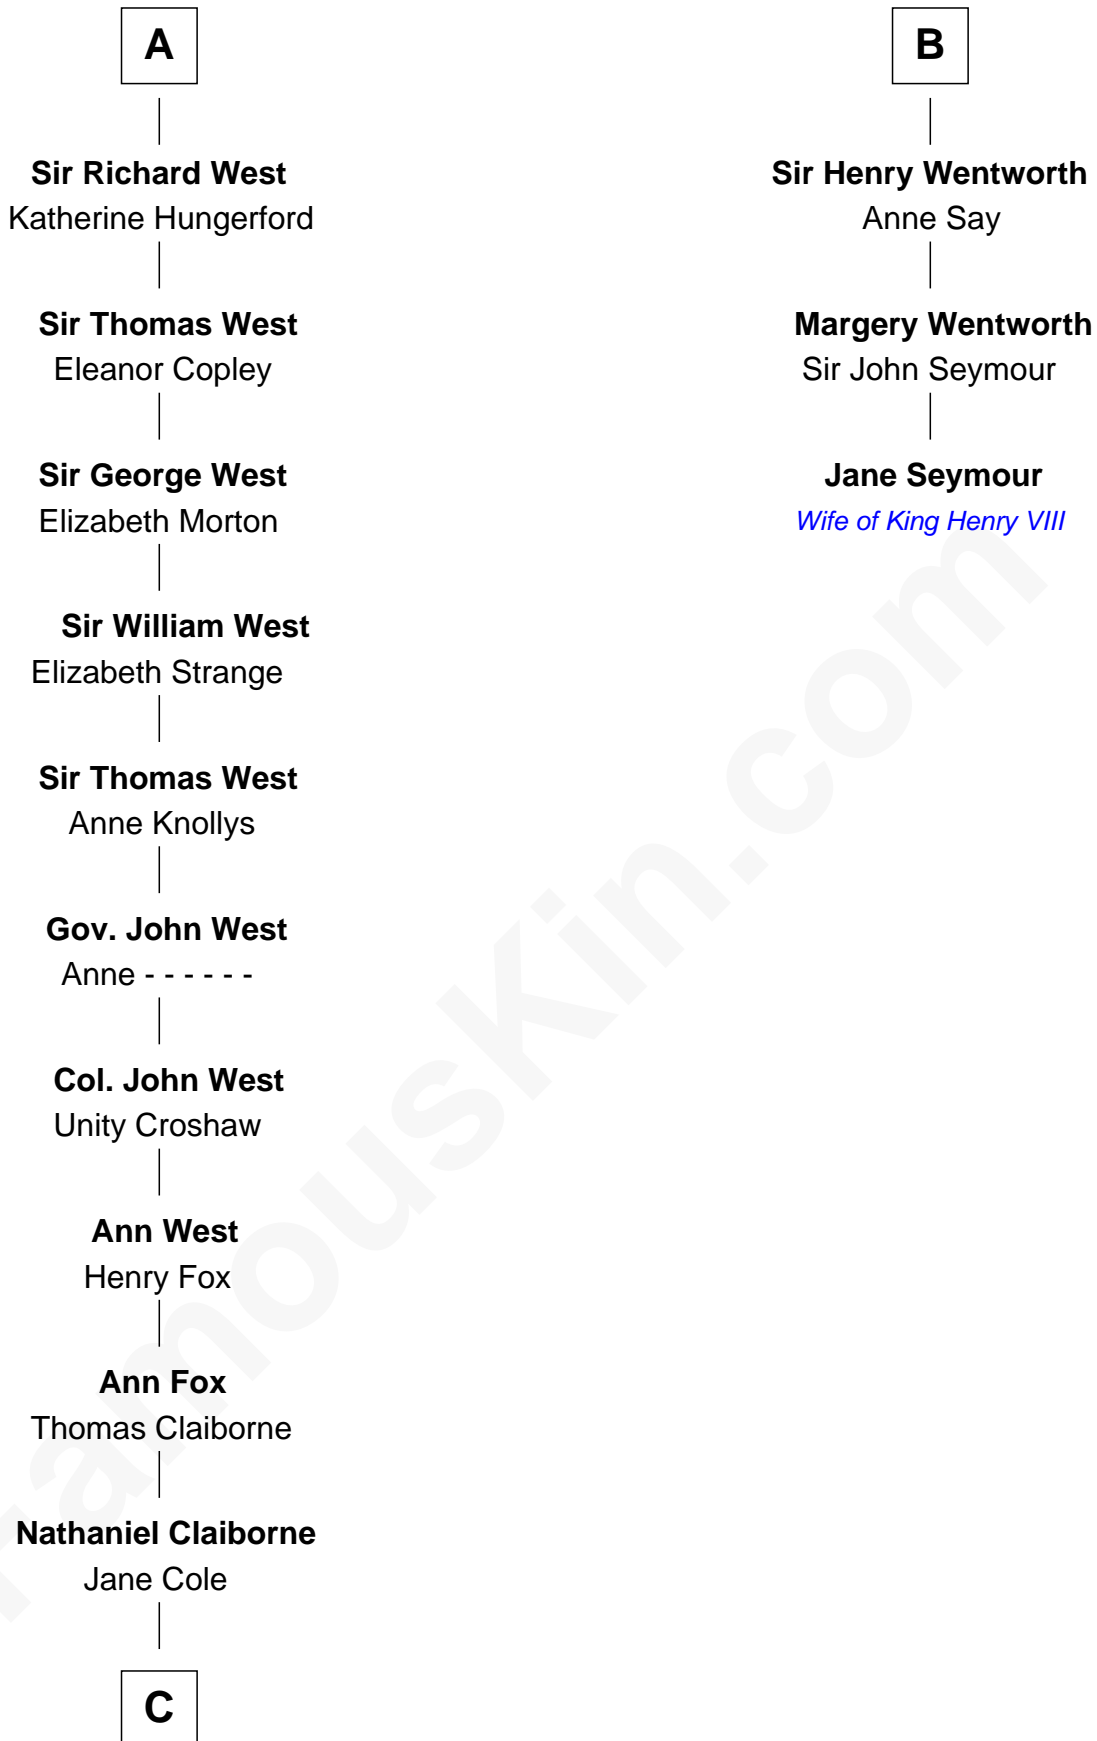 A
Sir Richard West
Katherine Hungerford
Sir Thomas West
Eleanor Copley
Sir George West
Elizabeth Morton
Sir William West
Elizabeth Strange
Sir Thomas West
Anne Knollys
Gov. John West
Anne - - - - - -
Col. John West
Unity Croshaw
Ann West
Henry Fox
Ann Fox
Thomas Claiborne
Nathaniel Claiborne
Jane Cole
C
B
Sir Henry Wentworth
Anne Say
Margery Wentworth
Sir John Seymour
Jane Seymour
Wife of King Henry VIII
FamousKin.com